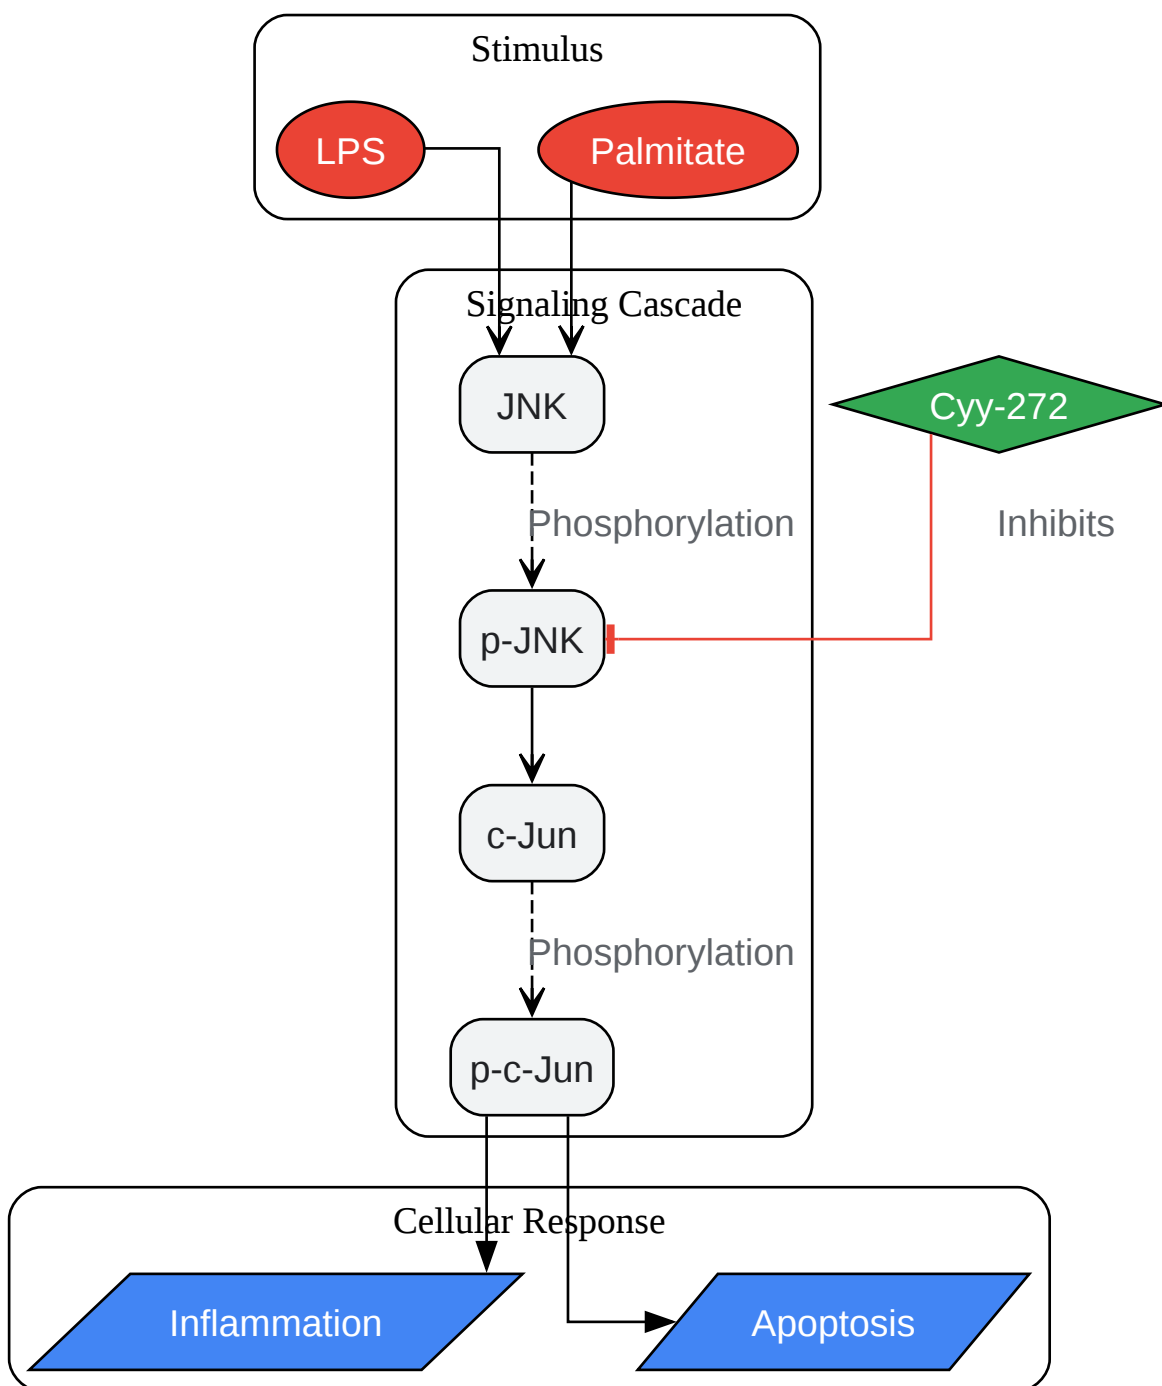 Stimulus
LPS
Palmitate
Signaling Cascade
JNK
Cyy-272
Phosphorylation
Inhibits
p-JNK
c-Jun
Phosphorylation
p-c-Jun
Cellular Response
Inflammation
Apoptosis